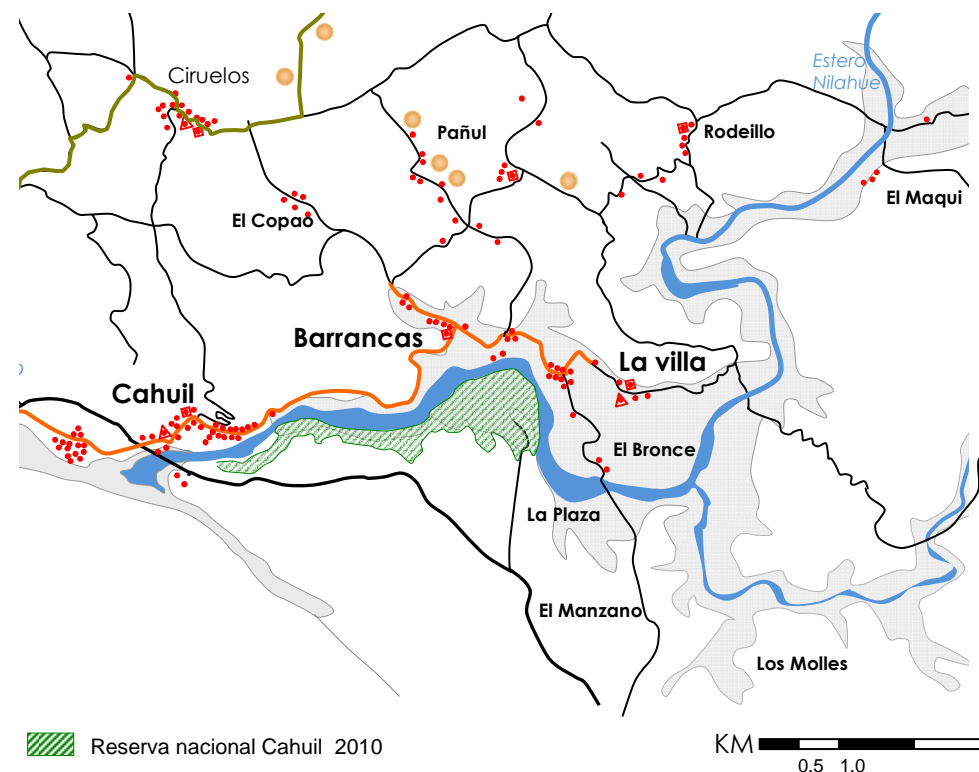 Estero
Nilahue
Ciruelos
Pañul
Rodeillo
El Maqui
El Copao
Barrancas
La villa
Cahuil
El Bronce
La Plaza
El Manzano
Los Molles
Reserva nacional Cahuil 2010
KM
0.5 1.0